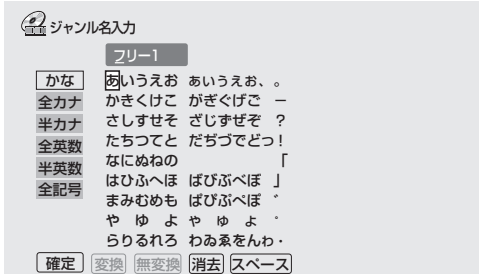 ジャンル名入力
フリー1
かな あいうえお ぁぃぅぇぉ、。
全カナ かきくけこ がぎぐげご ー
半カナ さしすせそ ざじずぜぞ ?
全英数 たちつてと だぢづでどっ!
半英数 なにぬねの 「
全記号 はひふへほ ばびぶべぼ 」
まみむめも ぱぴぷぺぽ ゛
や ゆ よ ゃ ゅ ょ ゜
らりるれろ わゐゑをんゎ・
確定 変換 無変換 消去 スペース